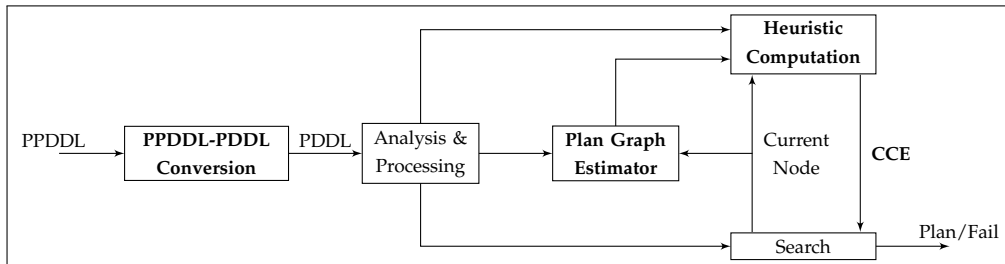 Heuristic
Computation
PPDDL
PPDDL-PDDL
Conversion
PDDL
Analysis &
Processing
Plan Graph
Estimator
Current
Node
CCE
Search
Plan/Fail